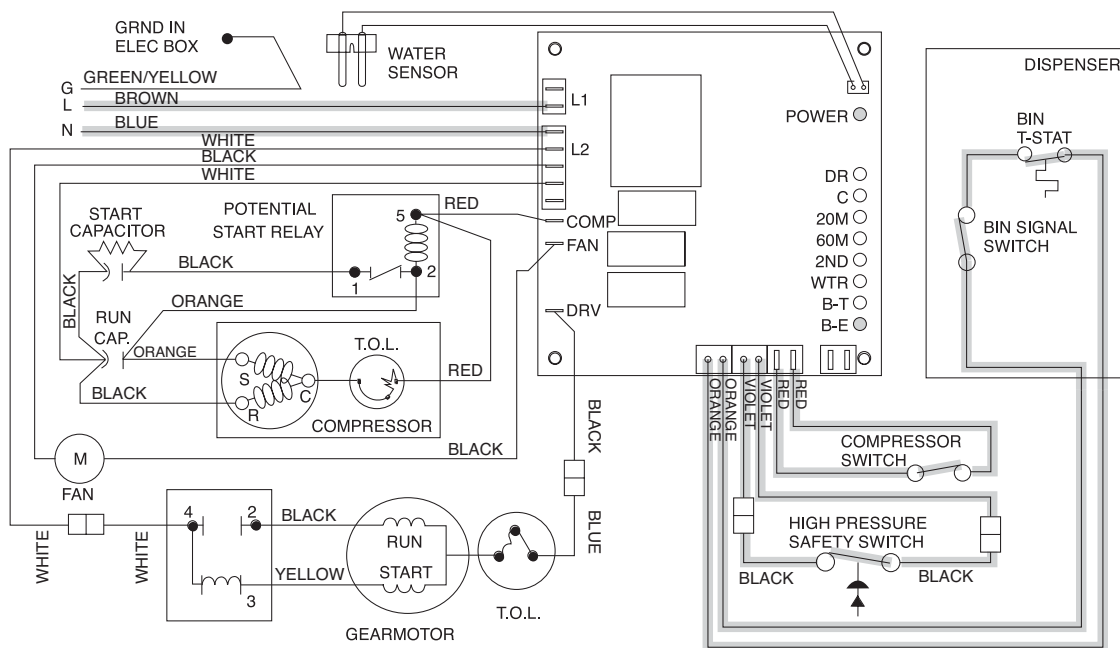 GRND IN
ELEC BOX
WATER
SENSOR
DISPENSER
GREEN/YELLOW
G
BROWN
L
L1
POWER
BIN
T-STAT
BLUE
N
WHITE
L2
BLACK
WHITE
DR
C
20M
60M
2ND
WTR
B-T
B-E
BIN SIGNAL
SWITCH
START
CAPACITOR
POTENTIAL
START RELAY
5
RED
COMP
FAN
BLACK
1
2
BLACK
ORANGE
DRV
RUN
CAP.
ORANGE
T.O.L.
S
C
RED
BLACK
R
COMPRESSOR
ORANGE
ORANGE
VIOLET
VIOLET
RED
RED
BLACK
COMPRESSOR
SWITCH
BLACK
M
FAN
4
2
BLACK
RUN
HIGH PRESSURE
SAFETY SWITCH
WHITE
WHITE
BLUE
YELLOW
START
3
BLACK
BLACK
T.O.L.
GEARMOTOR